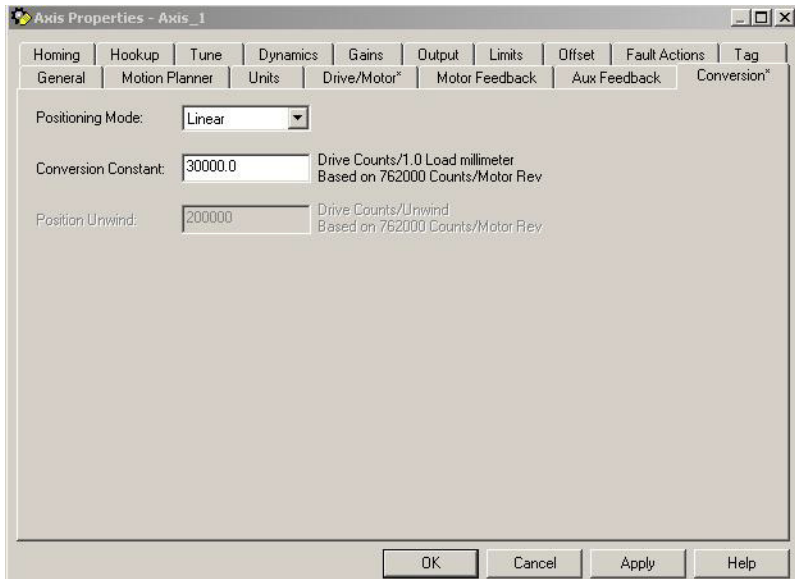 Axis Properties - Axis_1
Homing Hookup Tune Dynamics Gains Output Limits Offset Fault Actions Tag
General Motion Planner Units Drive/Motor* Motor Feedback Aux Feedback Conversion*
Positioning Mode: Linear
Conversion Constant: 30000.0 Drive Counts/1.0 Load millimeter
Based on 762000 Counts/Motor Rev
Position Unwind: 200000 Drive Counts/Unwind
Based on 762000 Counts/Motor Rev
OK Cancel Apply Help